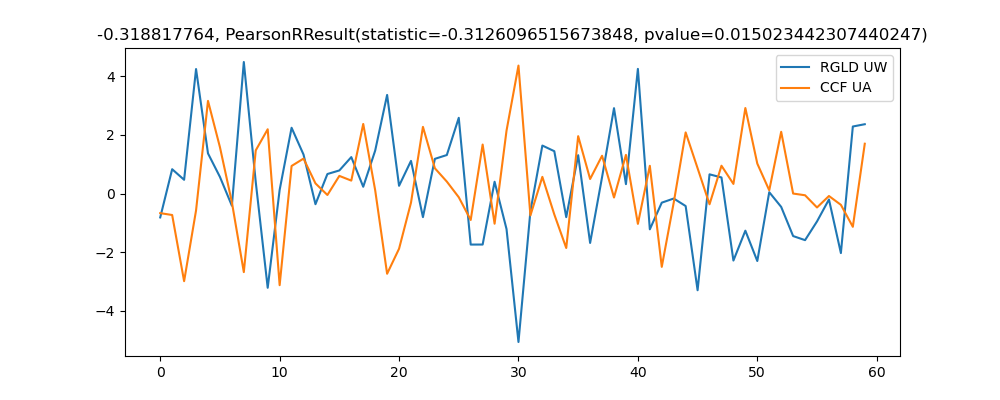 -0.318817764, PearsonRResult(statistic=-0.3126096515673848, pvalue=0.015023442307440247)
RGLD UW
CCF UA
4
2
0
−2
−4
0 10 20 30 40 50 60